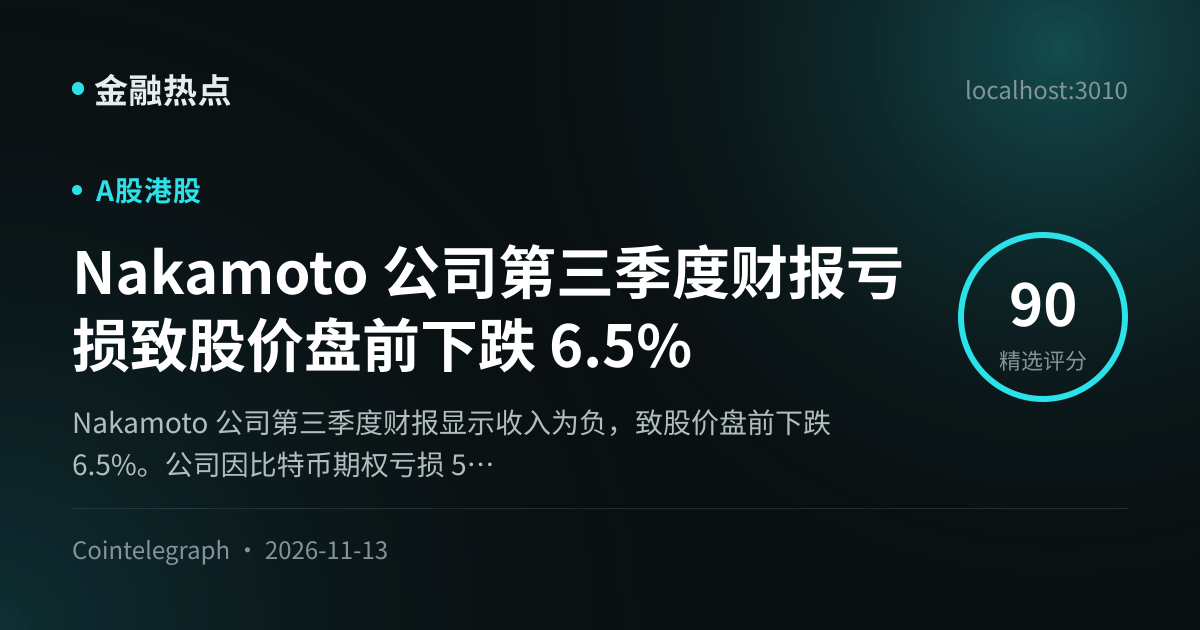 金融热点
localhost:3010
A股港股
Nakamoto 公司第三季度财报亏
损致股价盘前下跌 6.5%
90
精选评分
Nakamoto 公司第三季度财报显示收入为负，致股价盘前下跌
6.5%。公司因比特币期权亏损 5…
Cointelegraph · 2026-11-13